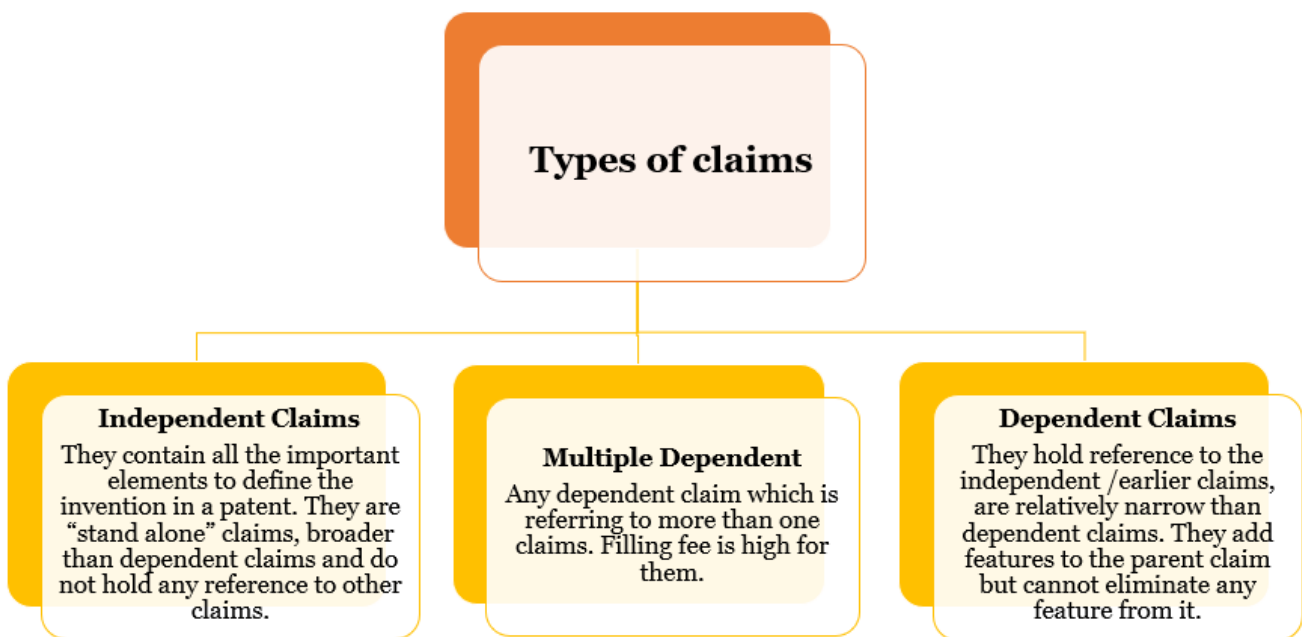 Types of claims
Independent Claims
They contain all the important
elements to define the
invention in a patent. They are
“stand alone” claims, broader
than dependent claims and do
not hold any reference to other
claims.
Multiple Dependent
Any dependent claim which is
referring to more than one
claims. Filling fee is high for
them.
Dependent Claims
They hold reference to the
independent /earlier claims,
are relatively narrow than
dependent claims. They add
features to the parent claim
but cannot eliminate any
feature from it.